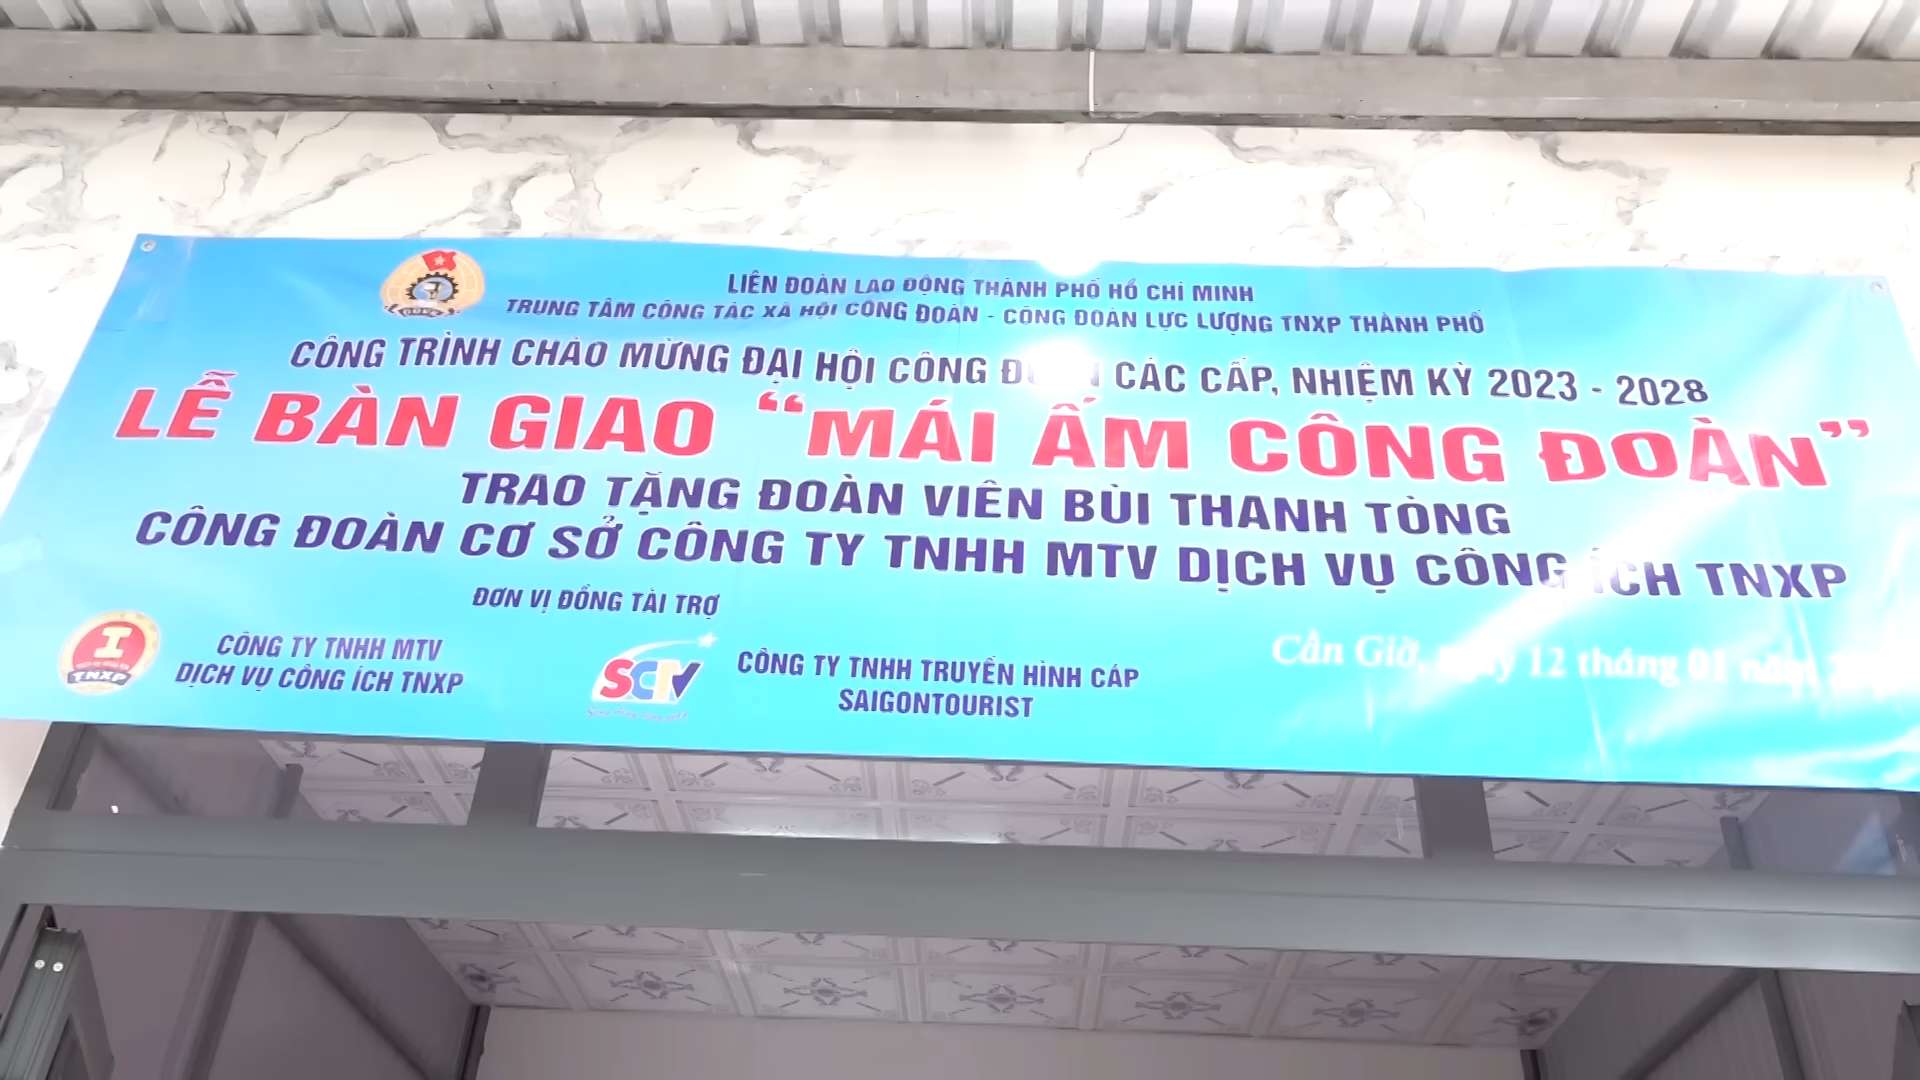 LIÊN ĐOÀN LAO ĐỘNG THÀNH PHỐ HỒ CHÍ MINH
TRUNG TÂM CÔNG TÁC XÃ HỘI CÔNG ĐOÀN - CÔNG ĐOÀN LỰC LƯỢNG TNXP THÀNH PHỐ
CÔNG TRÌNH CHÀO MỪNG ĐẠI HỘI CÔNG ĐOÀN CÁC CẤP, NHIỆM KỲ 2023 - 2028
LỄ BÀN GIAO “MÁI ẤM CÔNG ĐOÀN”
TRAO TẶNG ĐOÀN VIÊN BÙI THANH TÒNG
CÔNG ĐOÀN CƠ SỞ CÔNG TY TNHH MTV DỊCH VỤ CÔNG ÍCH TNXP
ĐƠN VỊ ĐỒNG TÀI TRỢ
TNXP
CÔNG TY TNHH MTV
DỊCH VỤ CÔNG ÍCH TNXP
SCTV
CÔNG TY TNHH TRUYỀN HÌNH CÁP
SAIGONTOURIST
Cần Giờ, ngày 12 tháng 01 năm